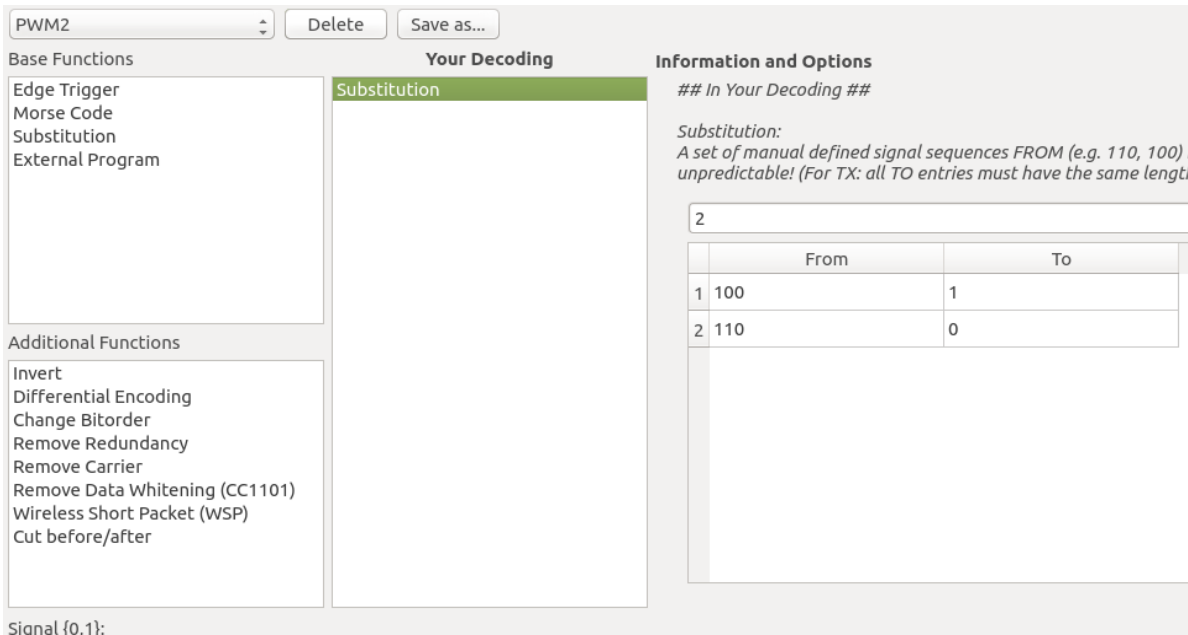 PWM2 Delete Save as...
Base Functions
Edge Trigger
Morse Code
Substitution
External Program
Additional Functions
Invert
Differential Encoding
Change Bitorder
Remove Redundancy
Remove Carrier
Remove Data Whitening (CC1101)
Wireless Short Packet (WSP)
Cut before/after
Your Decoding
Substitution
Information and Options
## In Your Decoding ##
Substitution:
A set of manual defined signal sequences FROM (e.g. 110, 100)
unpredictable! (For TX: all TO entries must have the same
2
From To
1 100 1
2 110 0
Signal {0,1}: